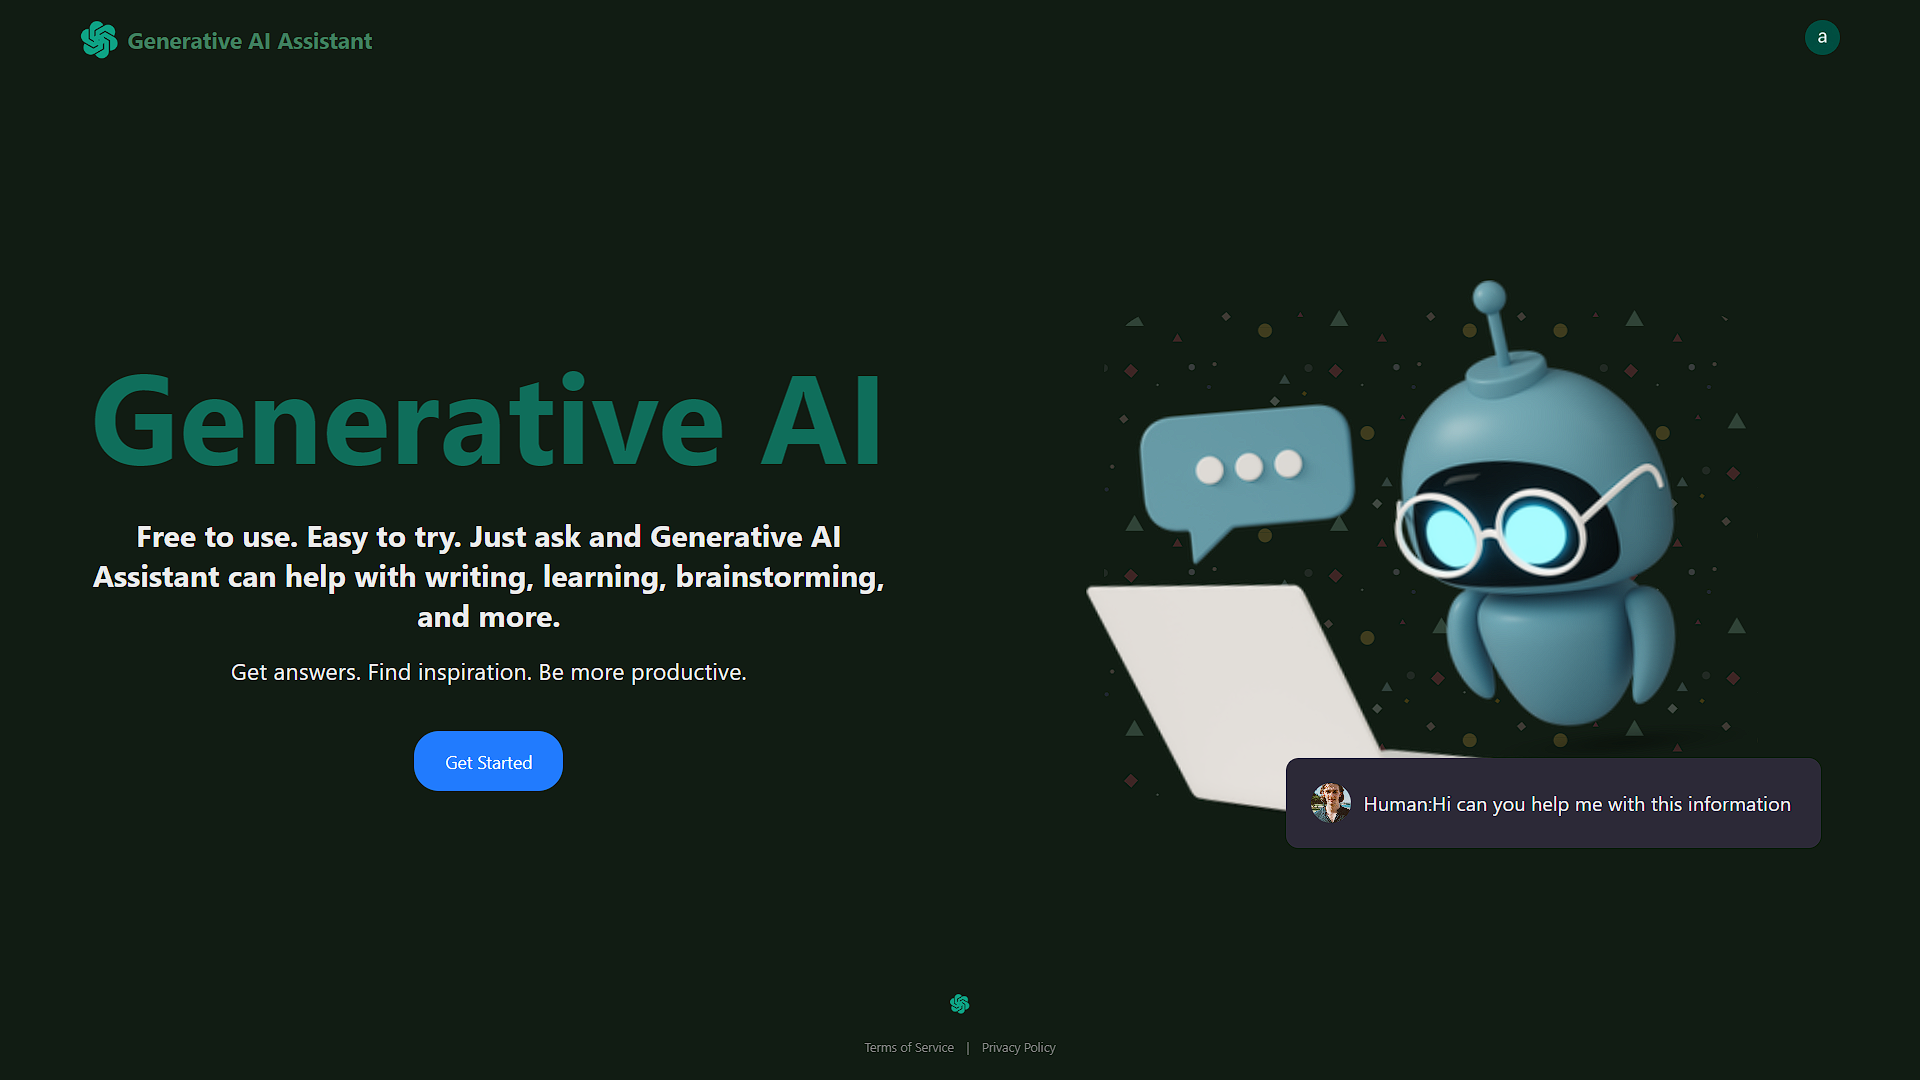 Generative AI Assistant
a
Generative AI
Free to use. Easy to try. Just ask and Generative AI
Assistant can help with writing, learning, brainstorming,
and more.
Get answers. Find inspiration. Be more productive.
Get Started
Human:Hi can you help me with this information
Terms of Service | Privacy Policy